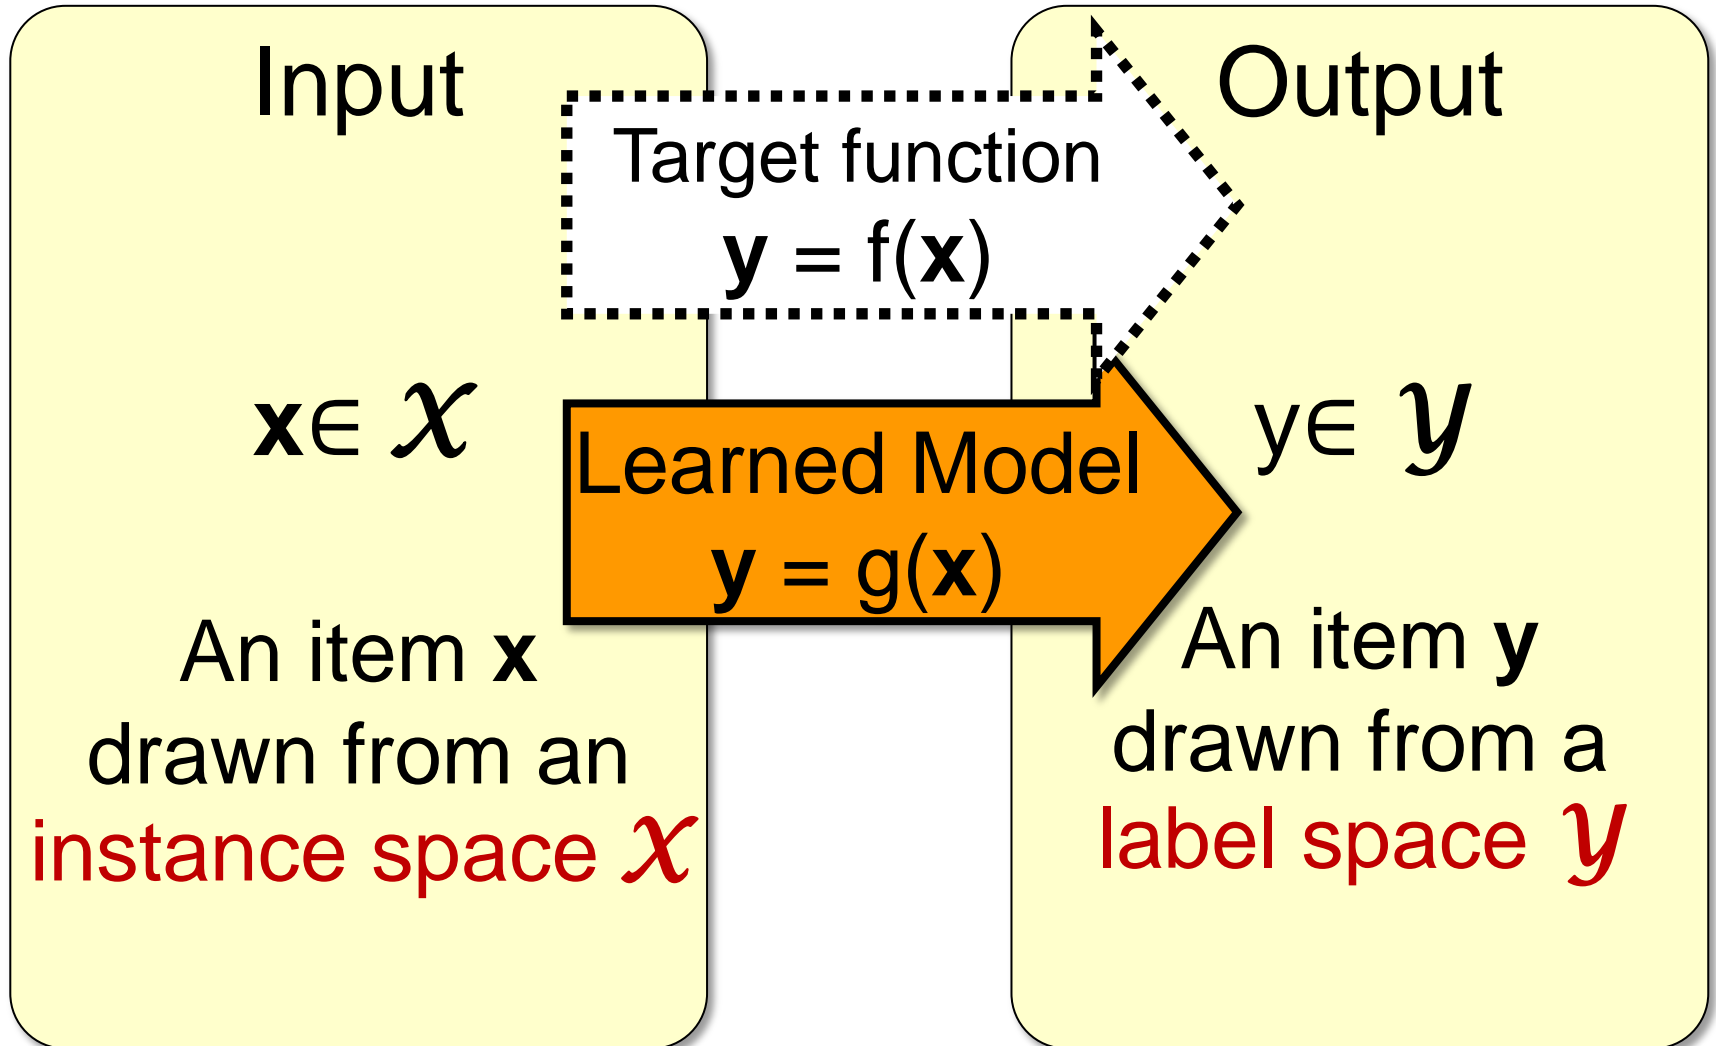 Input
x∈ 𝒳
An item x
drawn from an
instance space 𝒳
Target function
y = f(x)
Learned Model
y = g(x)
Output
y∈ 𝒴
An item y
drawn from a
label space 𝒴